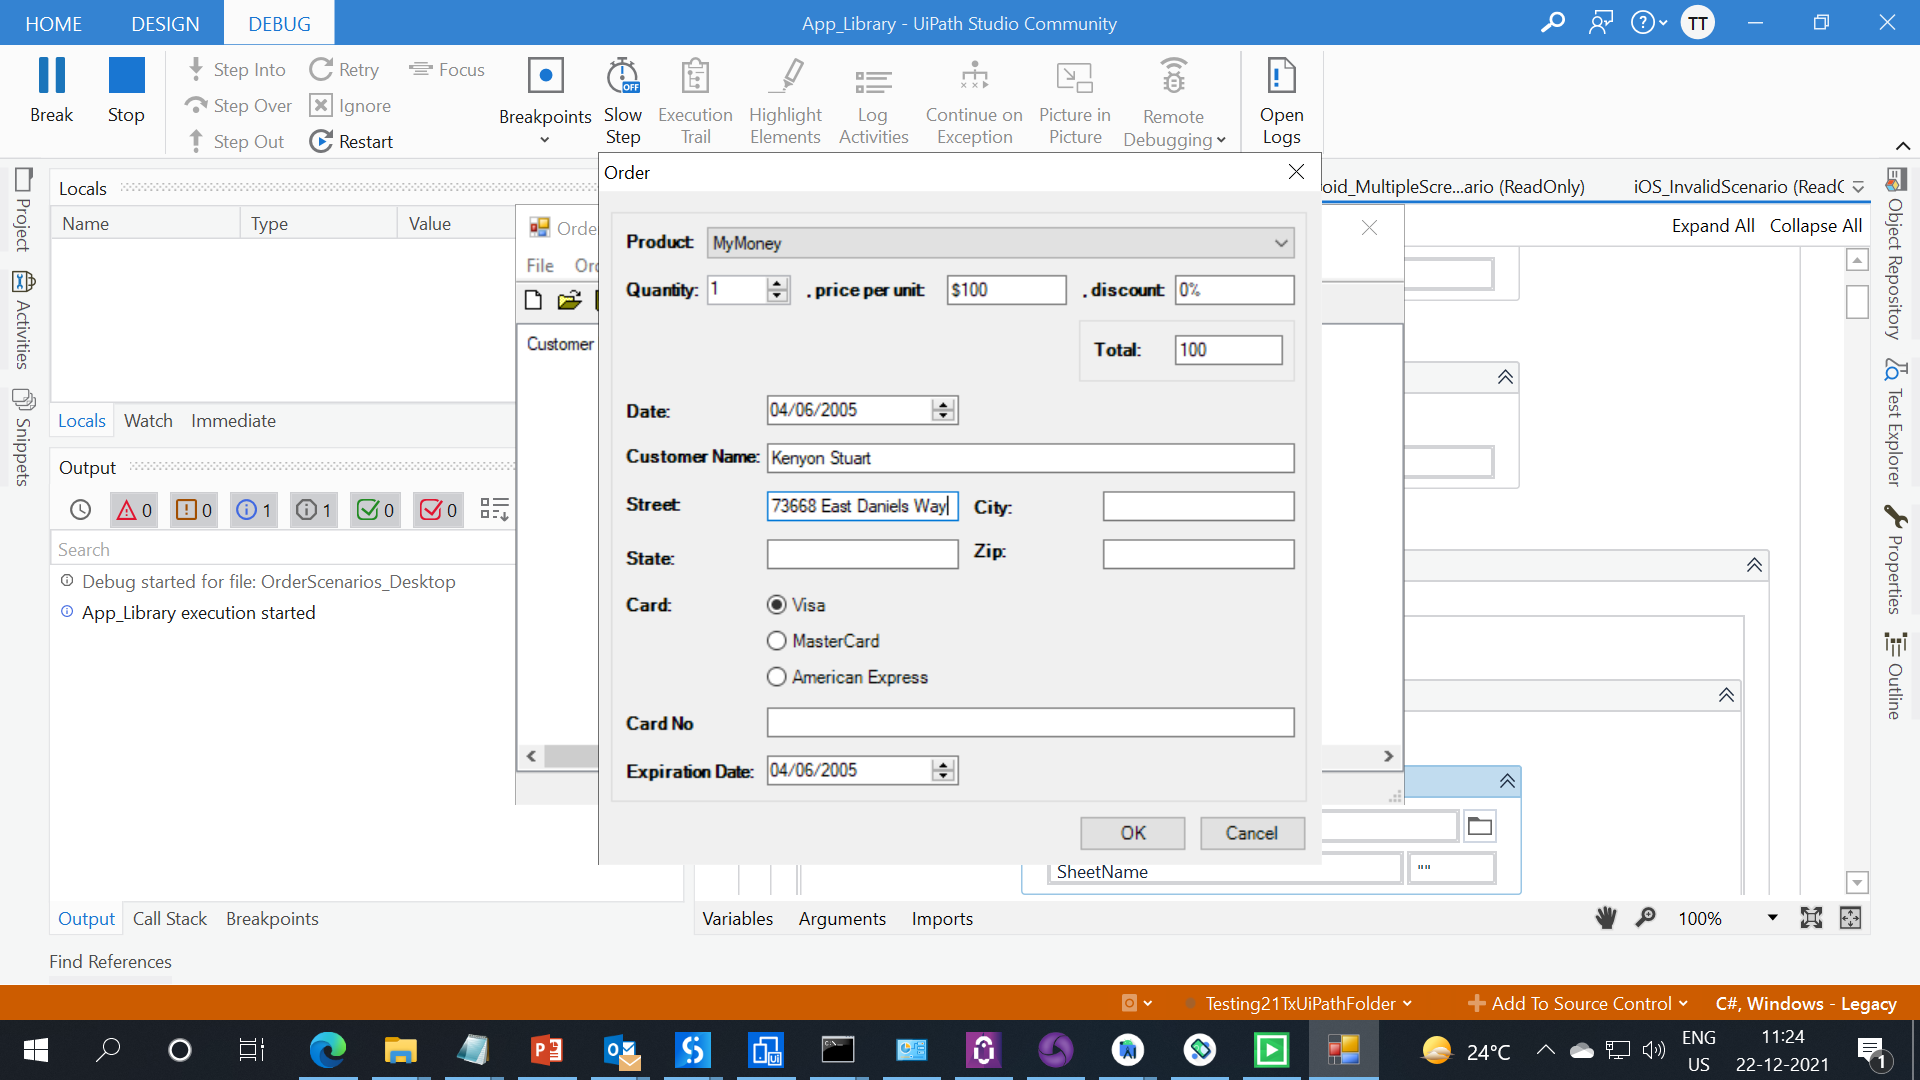 HOME DESIGN DEBUG
App_Library - UiPath Studio Community
TT
Break
Stop
Step Into
Step Over
Step Out
Retry
Ignore
Restart
Focus
Breakpoints
OFF
Slow
Step
Execution
Trail
Highlight
Elements
Log
Activities
Continue on
Exception
Picture in
Picture
Remote
Debugging
Open
Logs
Project
Activities
Snippets
Locals
Name Type Value
Locals Watch Immediate
Output
0 0 1 1 0 0
Search
Debug started for file: OrderScenarios_Desktop
App_Library execution started
Output Call Stack Breakpoints
Find References
Orde
File Ord
Customer
Order
Product: MyMoney
Quantity: 1 , price per unit: $100 , discount: 0%
Total: 100
Date: 04/06/2005
Customer Name: Kenyon Stuart
Street: 73668 East Daniels Way City:
State: Zip:
Card: Visa
MasterCard
American Express
Card No
Expiration Date: 04/06/2005
OK Cancel
oid_MultipleScre...ario (ReadOnly) iOS_InvalidScenario (ReadO
Expand All Collapse All
SheetName ""
Variables Arguments Imports
100%
Object Repository
Test Explorer
Properties
Outline
Testing21TxUiPathFolder Add To Source Control C#, Windows - Legacy
24°C
ENG
US
11:24
22-12-2021
1